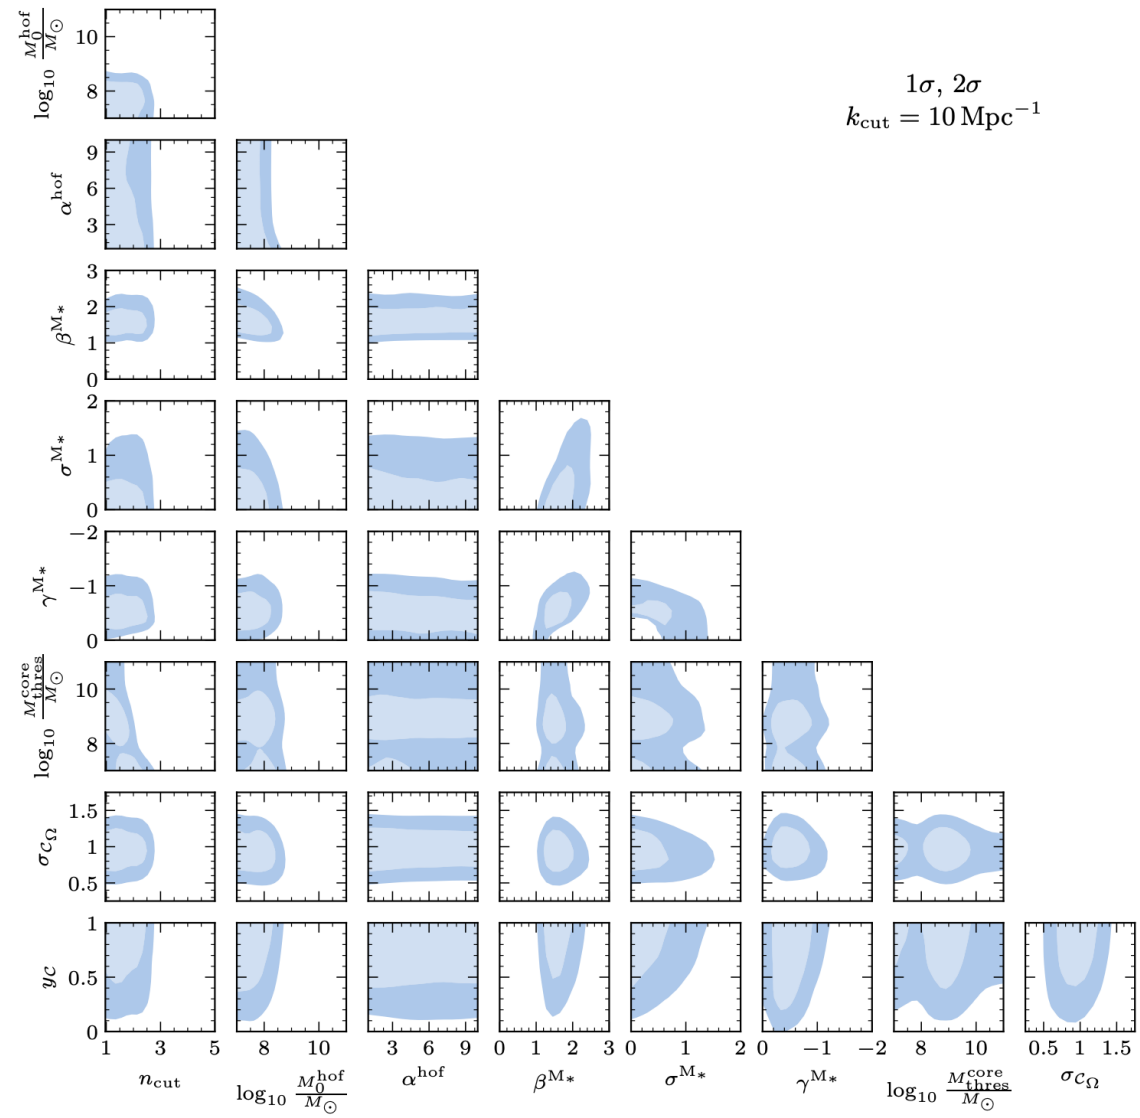 1σ, 2σ
k_cut = 10 Mpc⁻¹
log₁₀ M₀^hof/M⊙
10
8
α^hof
9
6
3
β^M*
3
2
1
0
σ^M*
2
1
0
γ^M*
−2
−1
0
log₁₀ M_thres^core/M⊙
10
8
σ_C_Ω
1.5
1
0.5
y_C
1
0.5
0
1 3 5 8 10 3 6 9 0 1 2 3 0 1 2 0 −1 −2 8 10 0.5 1 1.5
n_cut log₁₀ M₀^hof/M⊙ α^hof β^M* σ^M* γ^M* log₁₀ M_thres^core/M⊙ σ_C_Ω